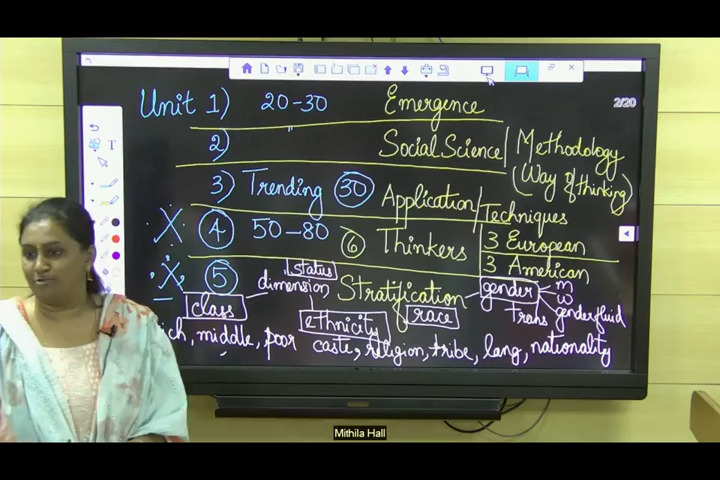 Unit 1) 20-30 Emergence
2/20
2) Social Science | Methodology
(Way of thinking)
3) Trending 30 Application / Techniques
X 4 50-80 6 Thinkers 3 European
3 American
X 5 status
dimension Stratification gender m
w
class ethnicity race trans genderfluid
rich, middle, poor caste, religion, tribe, lang, nationality
T
Mithila Hall